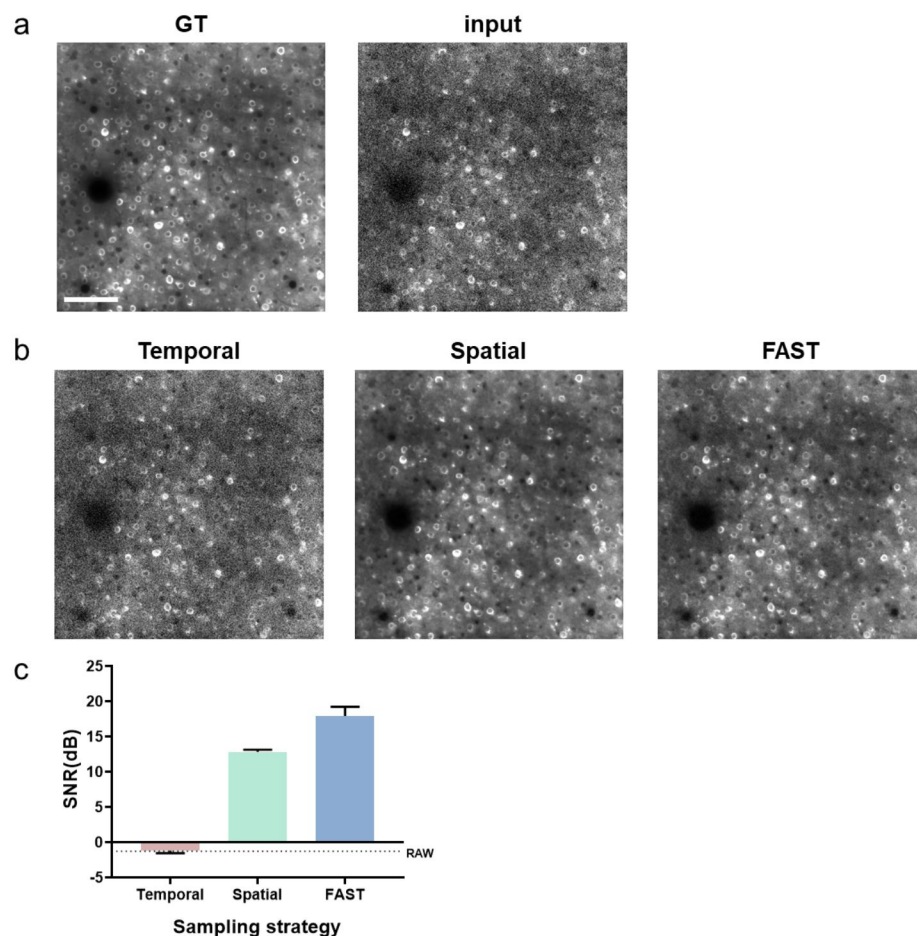 a
GT
input
b
Temporal
Spatial
FAST
c
25
20
15
10
5
0
-5
SNR(dB)
RAW
Temporal
Spatial
FAST
Sampling strategy